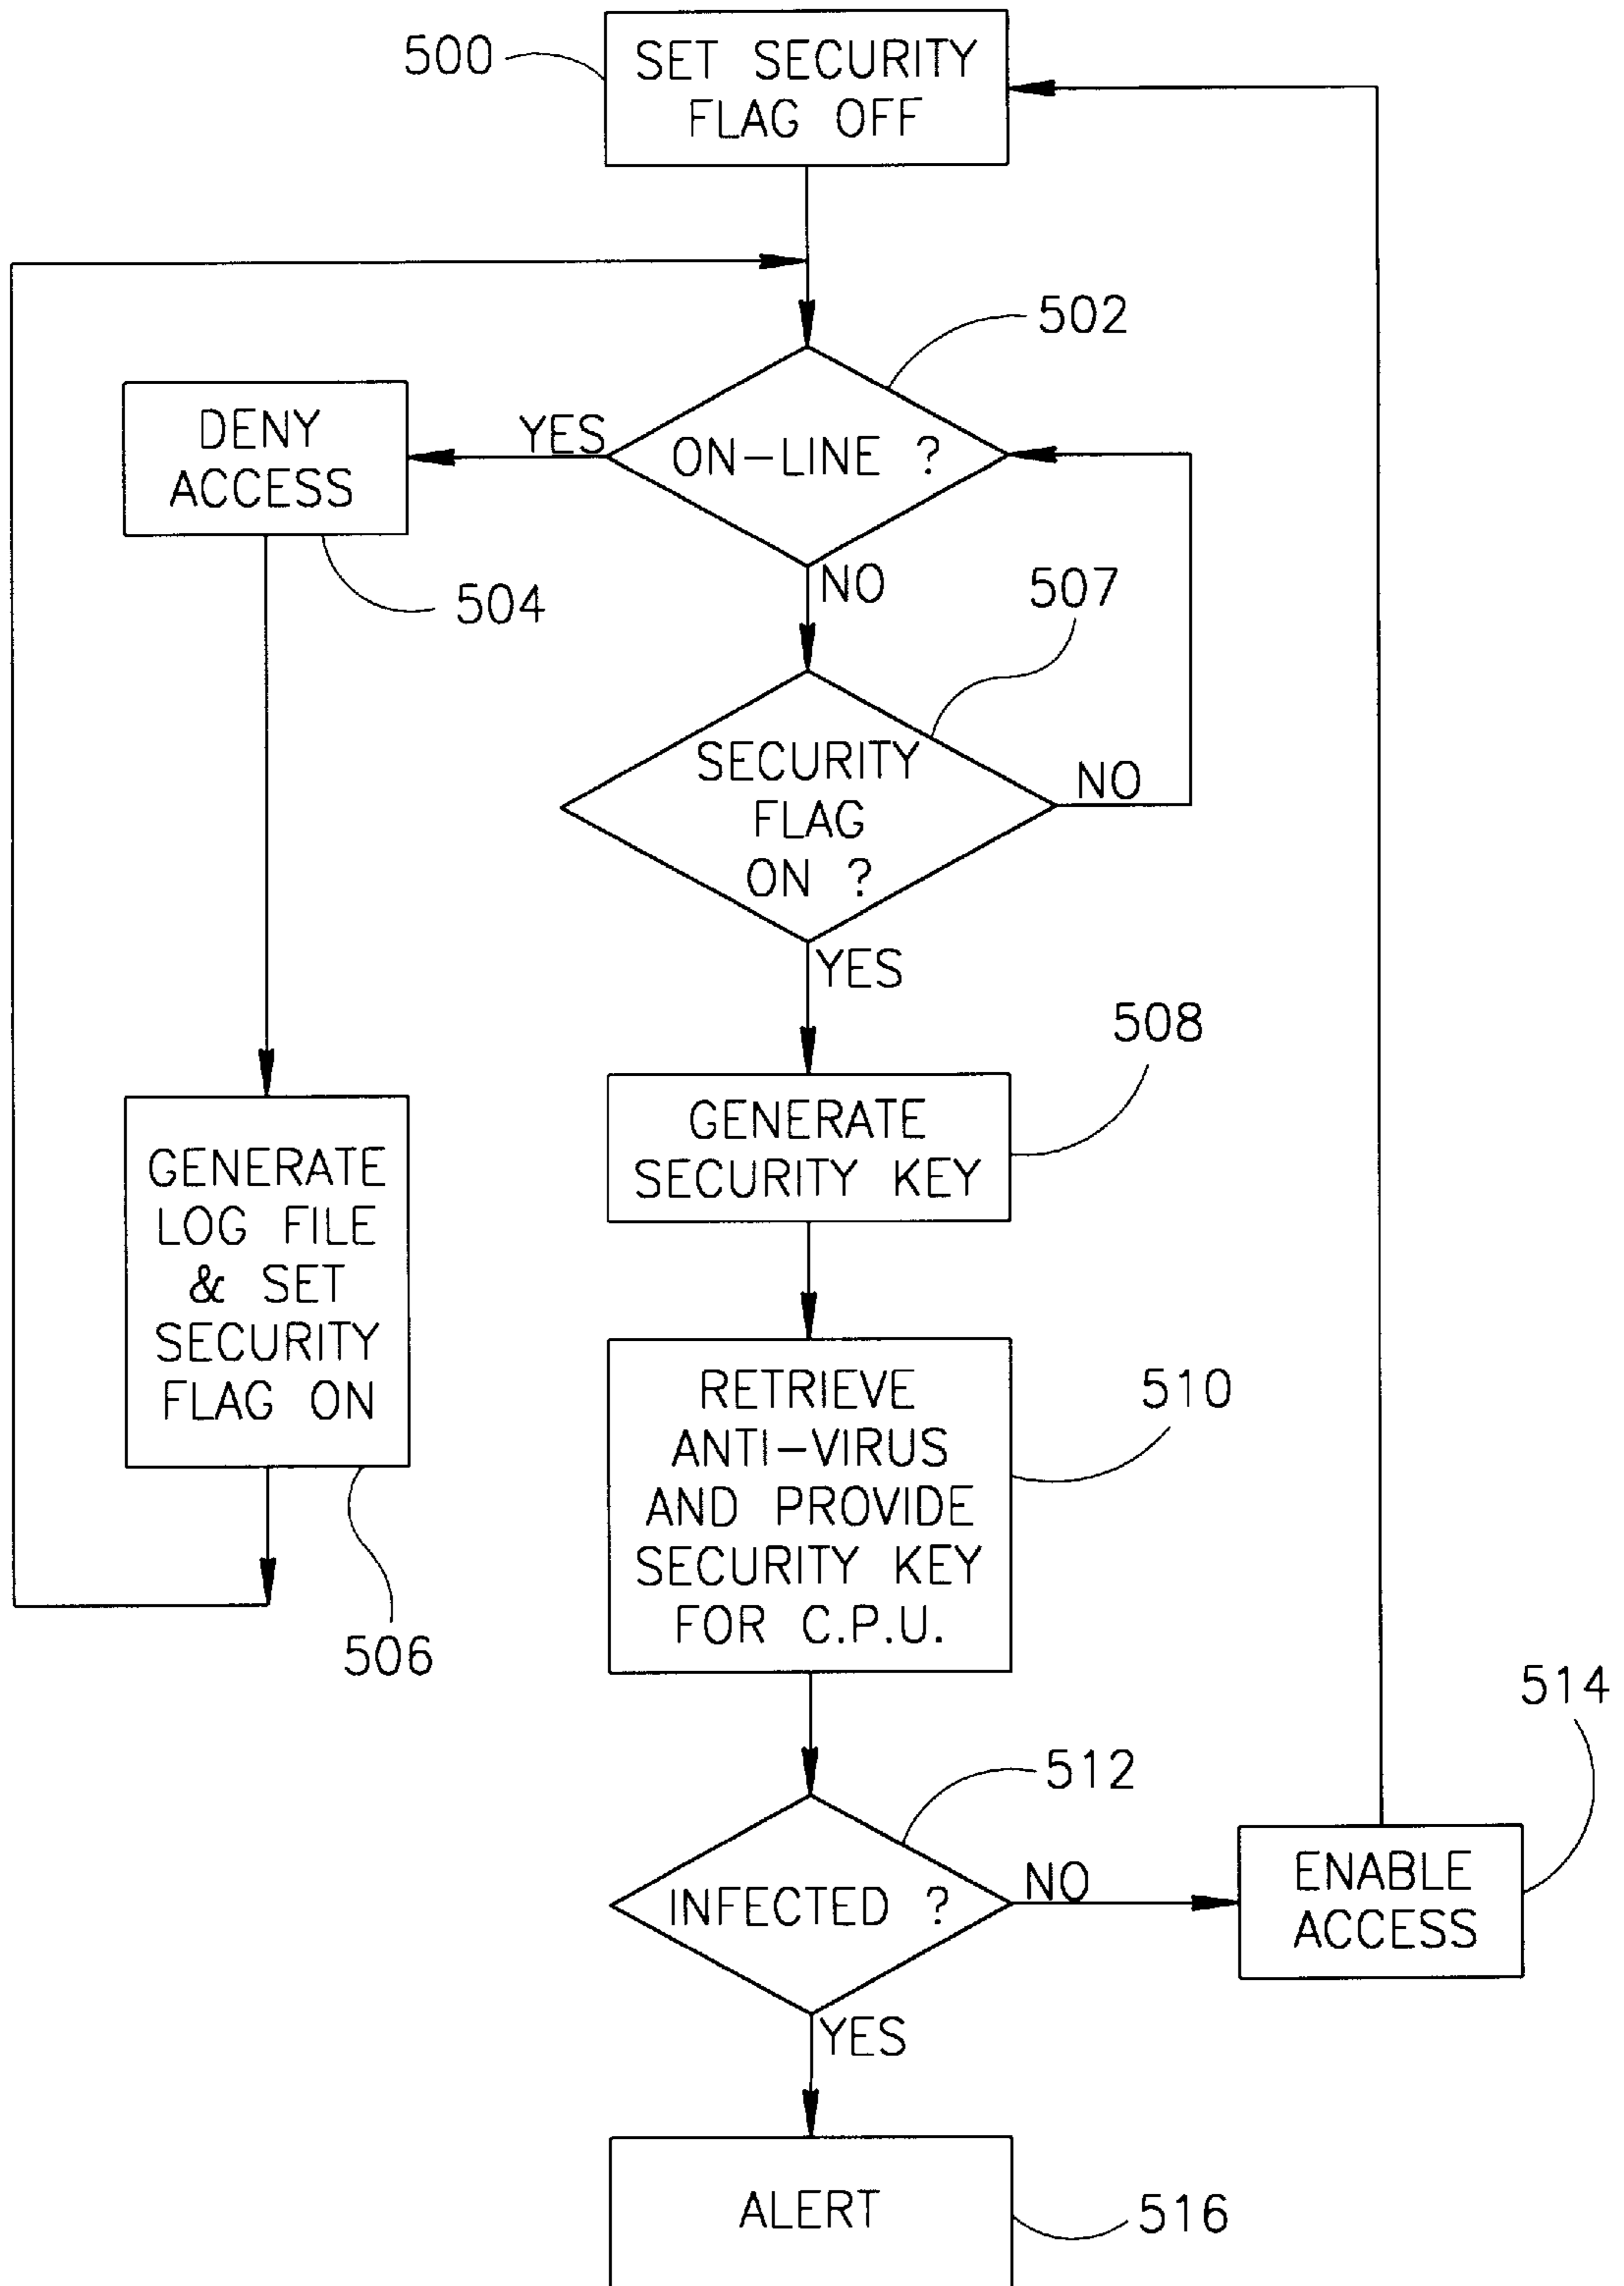 500
SET SECURITY
FLAG OFF
502
ON-LINE ?
YES
DENY
ACCESS
504
NO
507
SECURITY
FLAG
ON ?
NO
YES
508
GENERATE
SECURITY KEY
GENERATE
LOG FILE
& SET
SECURITY
FLAG ON
506
RETRIEVE
ANTI-VIRUS
AND PROVIDE
SECURITY KEY
FOR C.P.U.
510
512
INFECTED ?
NO
514
ENABLE
ACCESS
YES
ALERT
516